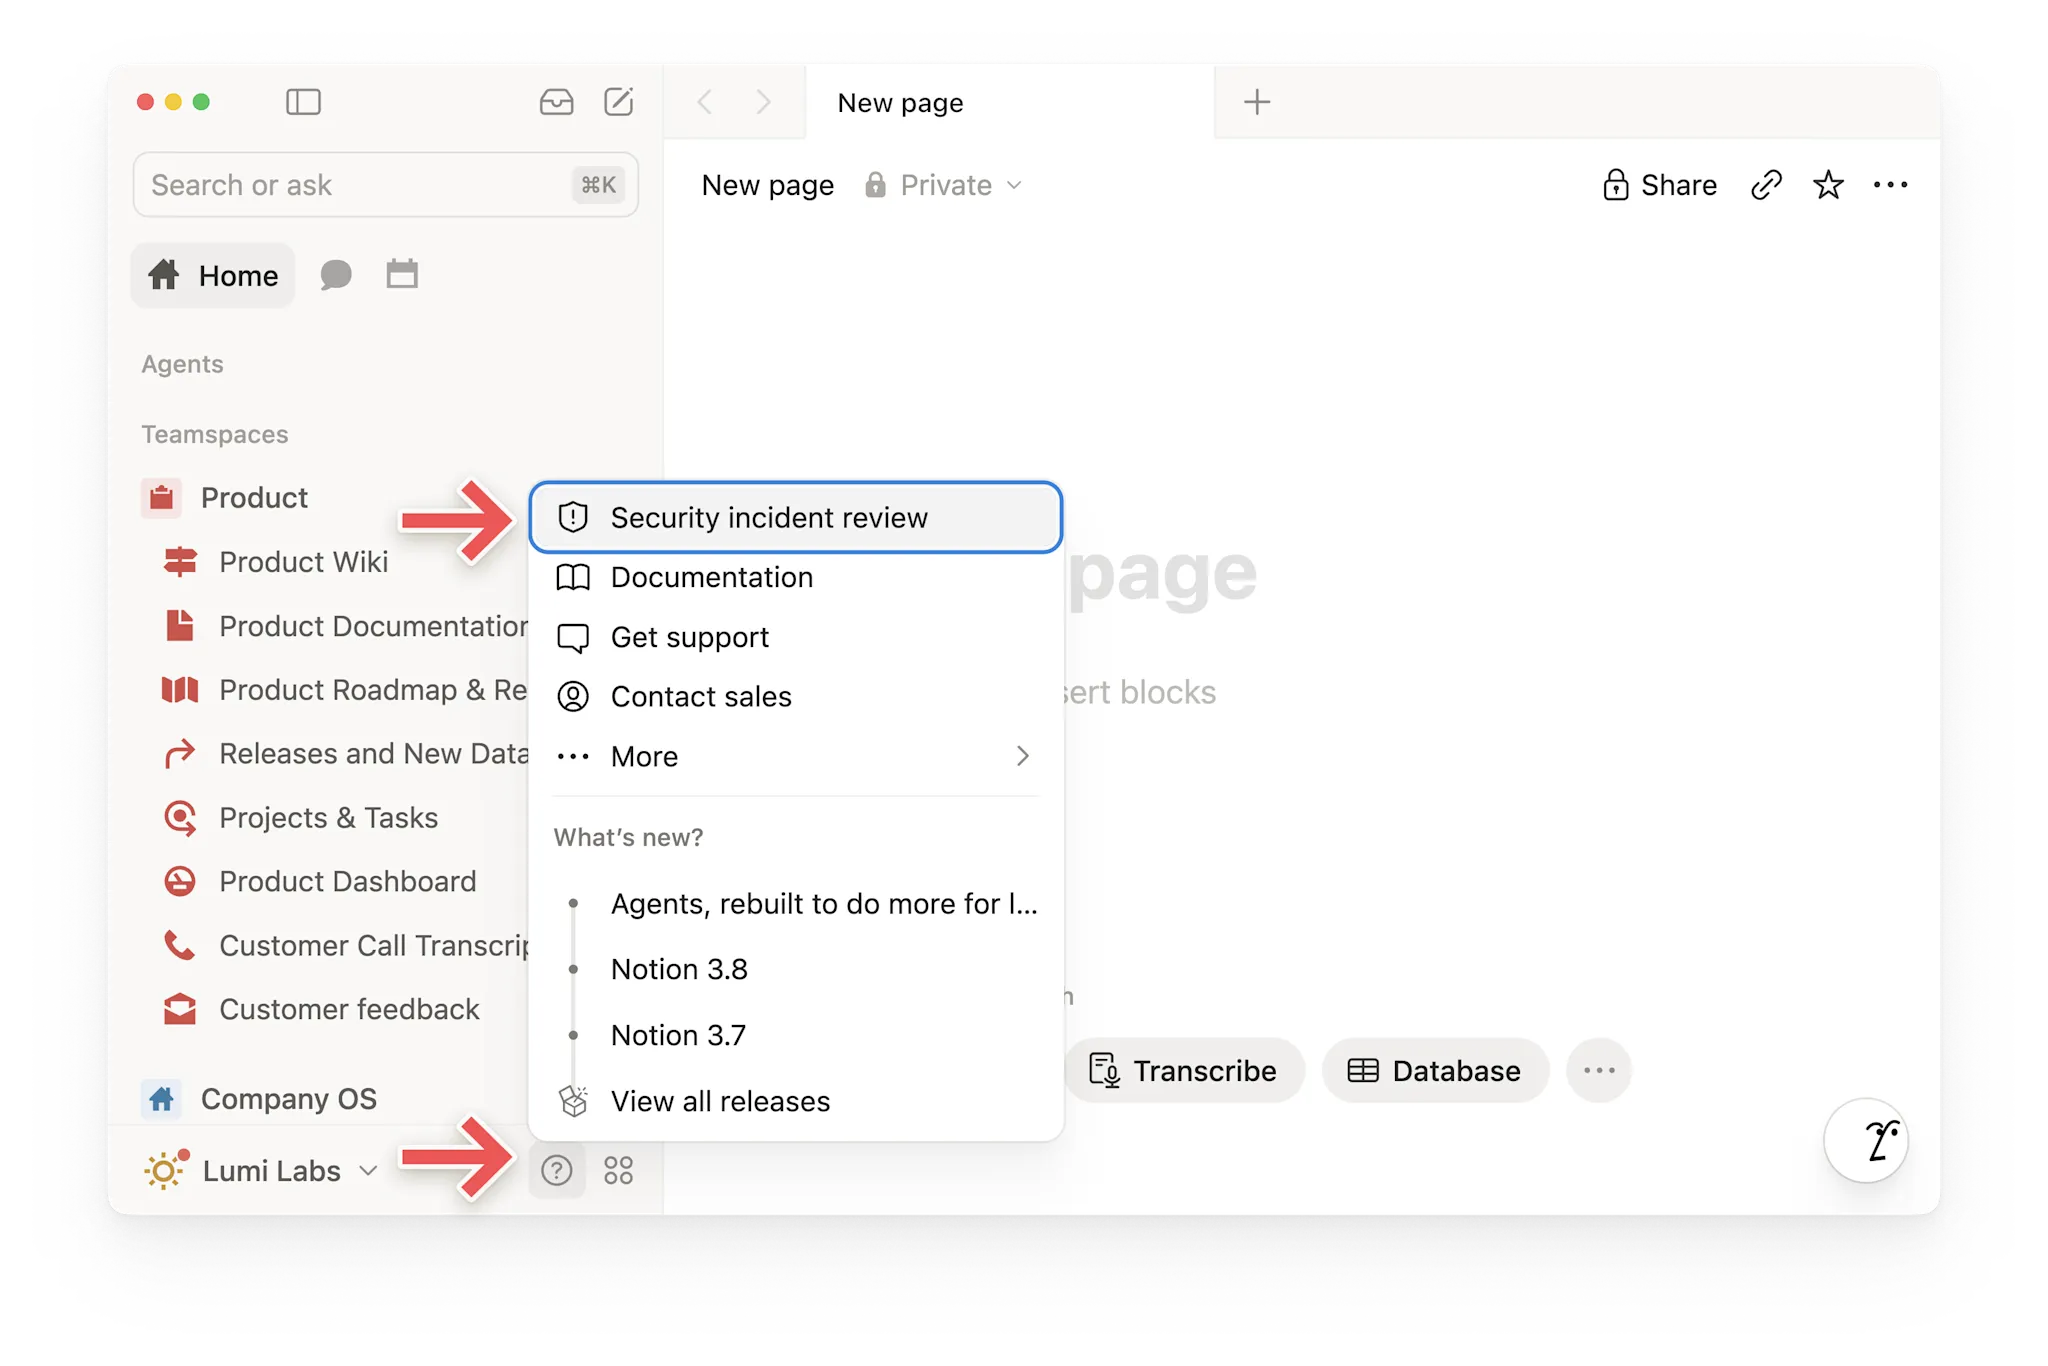 New page
Search or ask ⌘K
New page Private Share
Home
Agents
Teamspaces
Product
Product Wiki
Product Documentation
Product Roadmap & Re
Releases and New Data
Projects & Tasks
Product Dashboard
Customer Call Transcrip
Customer feedback
Company OS
Lumi Labs
Security incident review
Documentation
Get support
Contact sales
More
What's new?
Agents, rebuilt to do more for l...
Notion 3.8
Notion 3.7
View all releases
page
sert blocks
h
Transcribe Database